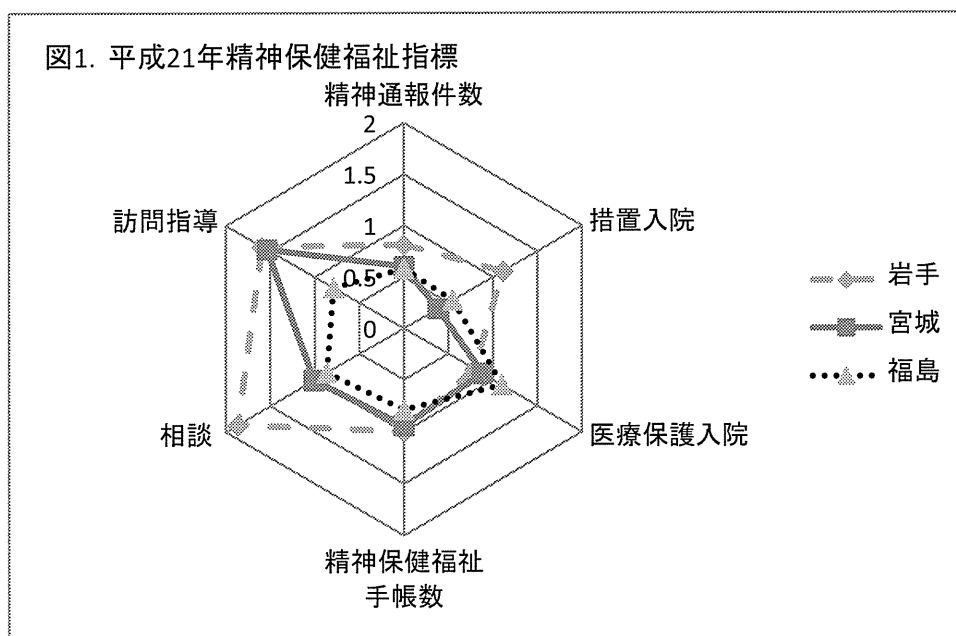 図1. 平成21年精神保健福祉指標
精神通報件数
2
1.5
1
0.5
0
訪問指導
措置入院
相談
医療保護入院
精神保健福祉
手帳数
岩手
宮城
福島